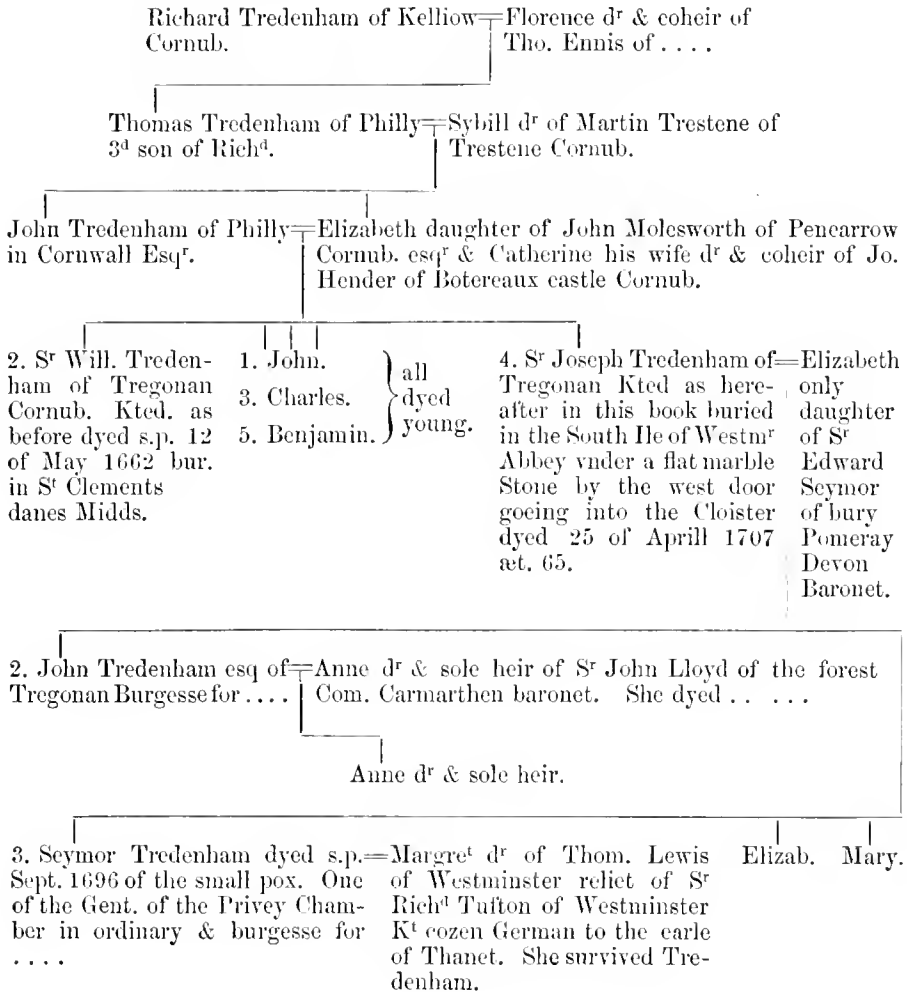 Richard Tredenham of Kelliow
Cornub.
Florence dʳ & coheir of
Tho. Ennis of . . . .
Thomas Tredenham of Philly
3ᵈ son of Richᵈ.
Sybill dʳ of Martin Trestene of
Trestene Cornub.
John Tredenham of Philly
in Cornwall Esqʳ.
Elizabeth daughter of John Molesworth of Penearrow
Cornub. esqʳ & Catherine his wife dʳ & coheir of Jo.
Hender of Botereaux castle Cornub.
2. Sʳ Will. Treden-
ham of Tregonan
Cornub. Kted. as
before dyed s.p. 12
of May 1662 bur.
in Sᵗ Clements
danes Midds.
1. John.
3. Charles.
5. Benjamin.
all
dyed
young.
4. Sʳ Joseph Tredenham of
Tregonan Kted as here-
after in this book buried
in the South Ile of Westmʳ
Abbey vnder a flat marble
Stone by the west door
goeing into the Cloister
dyed 25 of Aprill 1707
æt. 65.
Elizabeth
only
daughter
of Sʳ
Edward
Seymor
of bury
Pomeray
Devon
Baronet.
2. John Tredenham esq of
Tregonan Burgesse for . . . .
Anne dʳ & sole heir of Sʳ John Lloyd of the forest
Com. Carmarthen baronet. She dyed . . . . .
Anne dʳ & sole heir.
3. Seymor Tredenham dyed s.p.
Sept. 1696 of the small pox. One
of the Gent. of the Privey Cham-
ber in ordinary & burgesse for
. . . .
Margreᵗ dʳ of Thom. Lewis
of Westminster relict of Sʳ
Richᵈ Tufton of Westminster
Kᵗ cozen German to the earle
of Thanet. She survived Tre-
denham.
Elizab.
Mary.